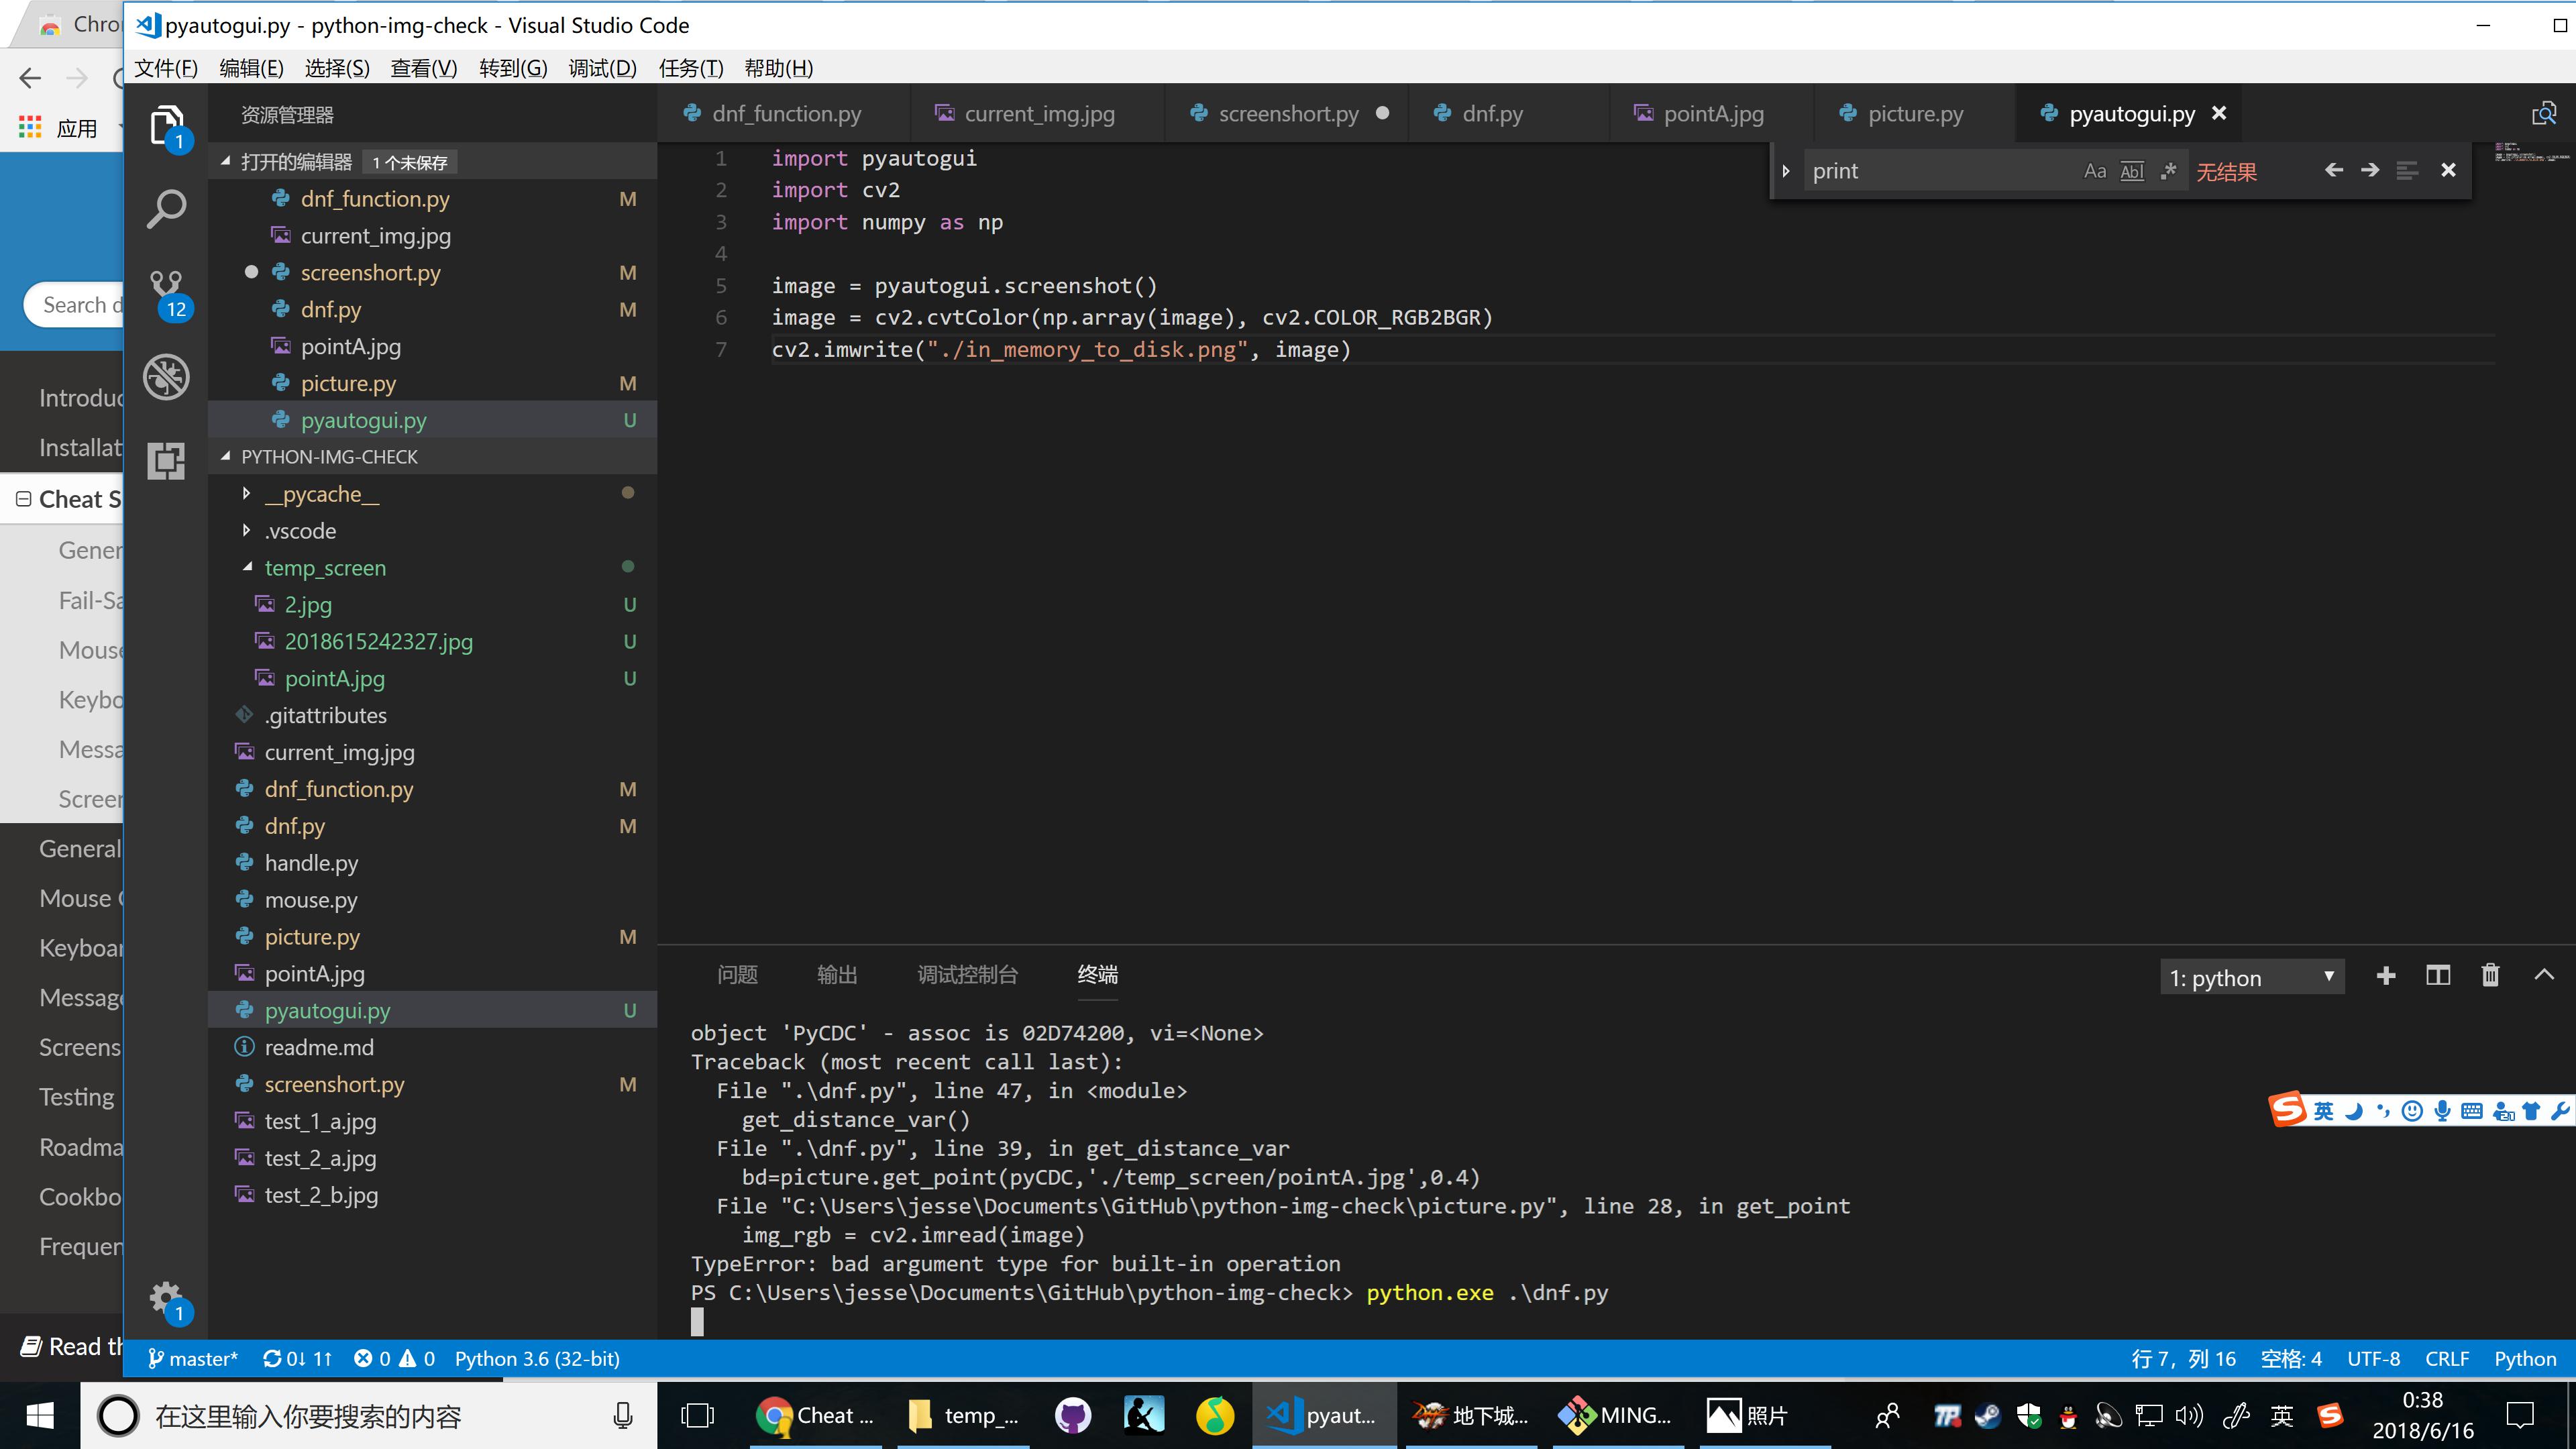 Chro
pyautogui.py - python-img-check - Visual Studio Code
文件(F) 编辑(E) 选择(S) 查看(V) 转到(G) 调试(D) 任务(T) 帮助(H)
应用
Search d
Introduc
Installat
Cheat S
Gener
Fail-Sa
Mouse
Keybo
Messa
Screen
General
Mouse C
Keyboar
Message
Screens
Testing
Roadma
Cookbo
Frequen
Read th
1
12
1
资源管理器
打开的编辑器 1 个未保存
dnf_function.py M
current_img.jpg
screenshort.py M
dnf.py M
pointA.jpg
picture.py M
pyautogui.py U
PYTHON-IMG-CHECK
__pycache__
.vscode
temp_screen
2.jpg U
2018615242327.jpg U
pointA.jpg U
.gitattributes
current_img.jpg
dnf_function.py M
dnf.py M
handle.py
mouse.py
picture.py M
pointA.jpg
pyautogui.py U
readme.md
screenshort.py M
test_1_a.jpg
test_2_a.jpg
test_2_b.jpg
dnf_function.py current_img.jpg screenshort.py dnf.py pointA.jpg picture.py pyautogui.py
print Aa Abl .* 无结果
1 import pyautogui
2 import cv2
3 import numpy as np
4
5 image = pyautogui.screenshot()
6 image = cv2.cvtColor(np.array(image), cv2.COLOR_RGB2BGR)
7 cv2.imwrite("./in_memory_to_disk.png", image)
问题 输出 调试控制台 终端
1: python
object 'PyCDC' - assoc is 02D74200, vi=<None>
Traceback (most recent call last):
File ".\dnf.py", line 47, in <module>
get_distance_var()
File ".\dnf.py", line 39, in get_distance_var
bd=picture.get_point(pyCDC,'./temp_screen/pointA.jpg',0.4)
File "C:\Users\jesse\Documents\GitHub\python-img-check\picture.py", line 28, in get_point
img_rgb = cv2.imread(image)
TypeError: bad argument type for built-in operation
PS C:\Users\jesse\Documents\GitHub\python-img-check> python.exe .\dnf.py
英
master* 0↓ 1↑ 0 0 Python 3.6 (32-bit)
行 7，列 16 空格: 4 UTF-8 CRLF Python
在这里输入你要搜索的内容
Cheat ... temp_... pyaut... 地下城... MING... 照片
英
0:38
2018/6/16